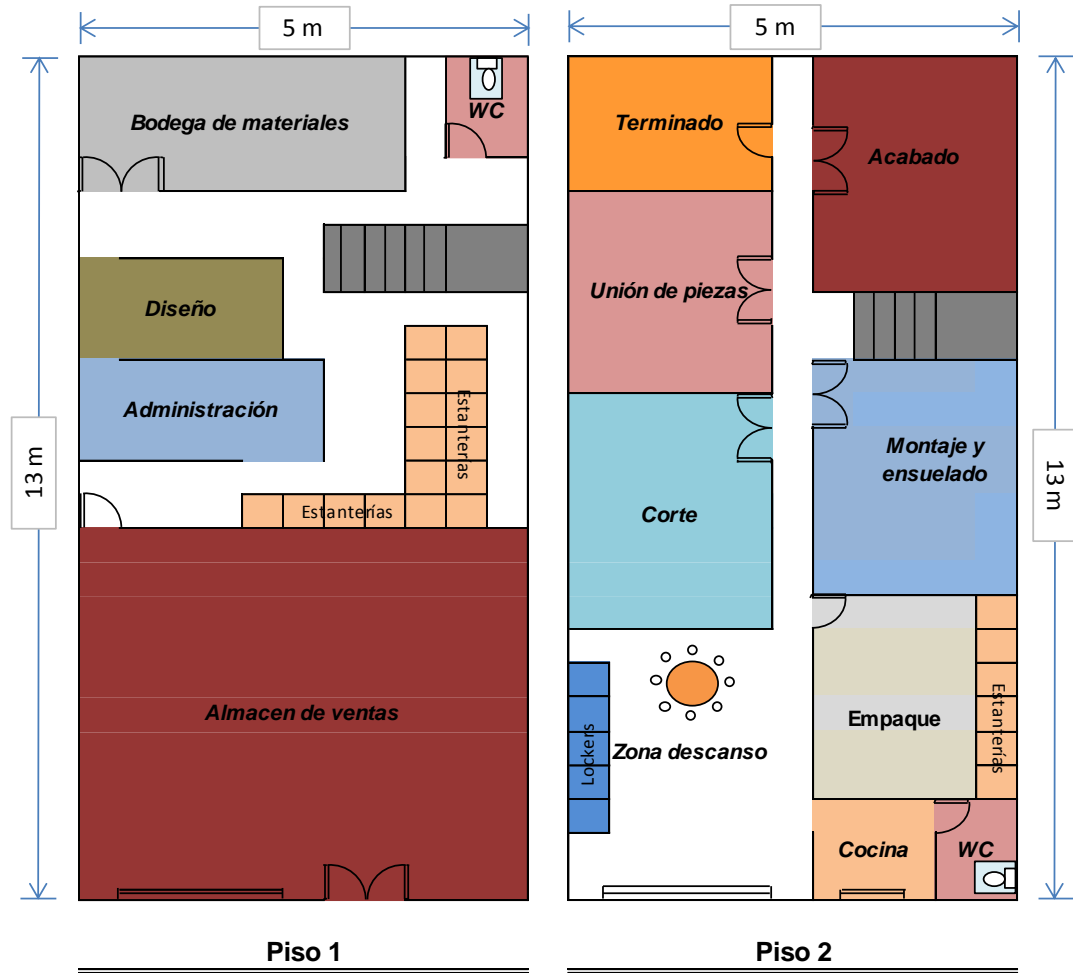 5 m
5 m
13 m
13 m
Bodega de materiales
WC
Diseño
Administración
Estanterías
Estanterías
Almacen de ventas
Terminado
Acabado
Unión de piezas
Corte
Montaje y
ensuelado
Empaque
Estanterías
Lockers
Zona descanso
Cocina
WC
Piso 1
Piso 2